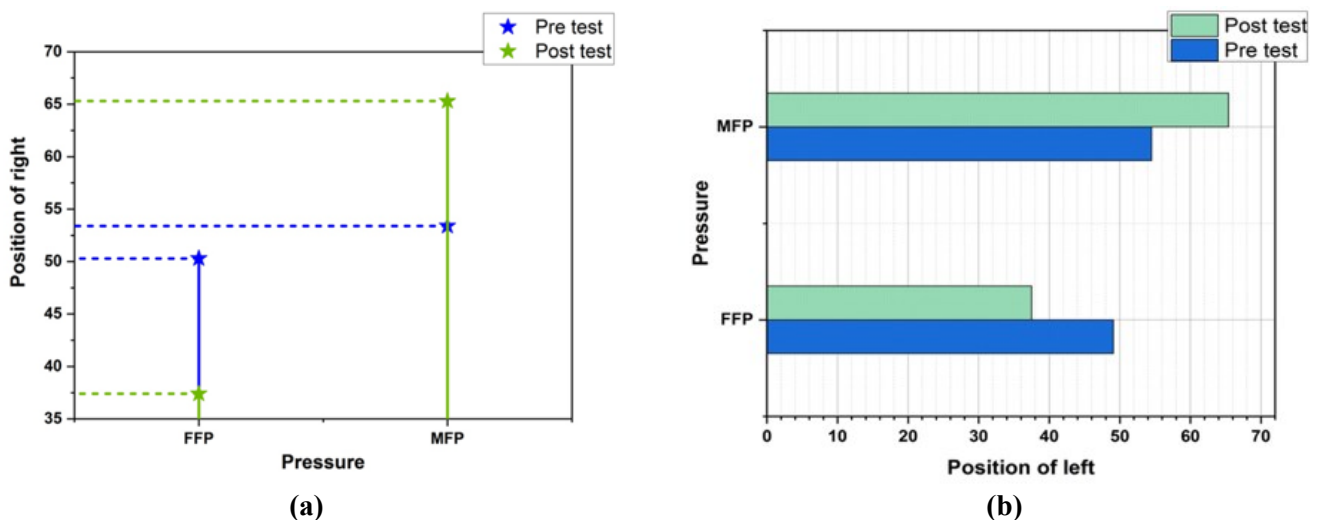 Pre test
Post test
70
65
60
55
50
45
40
35
Position of right
FFP
MFP
Pressure
(a)
Post test
Pre test
MFP
FFP
Pressure
0 10 20 30 40 50 60 70
Position of left
(b)